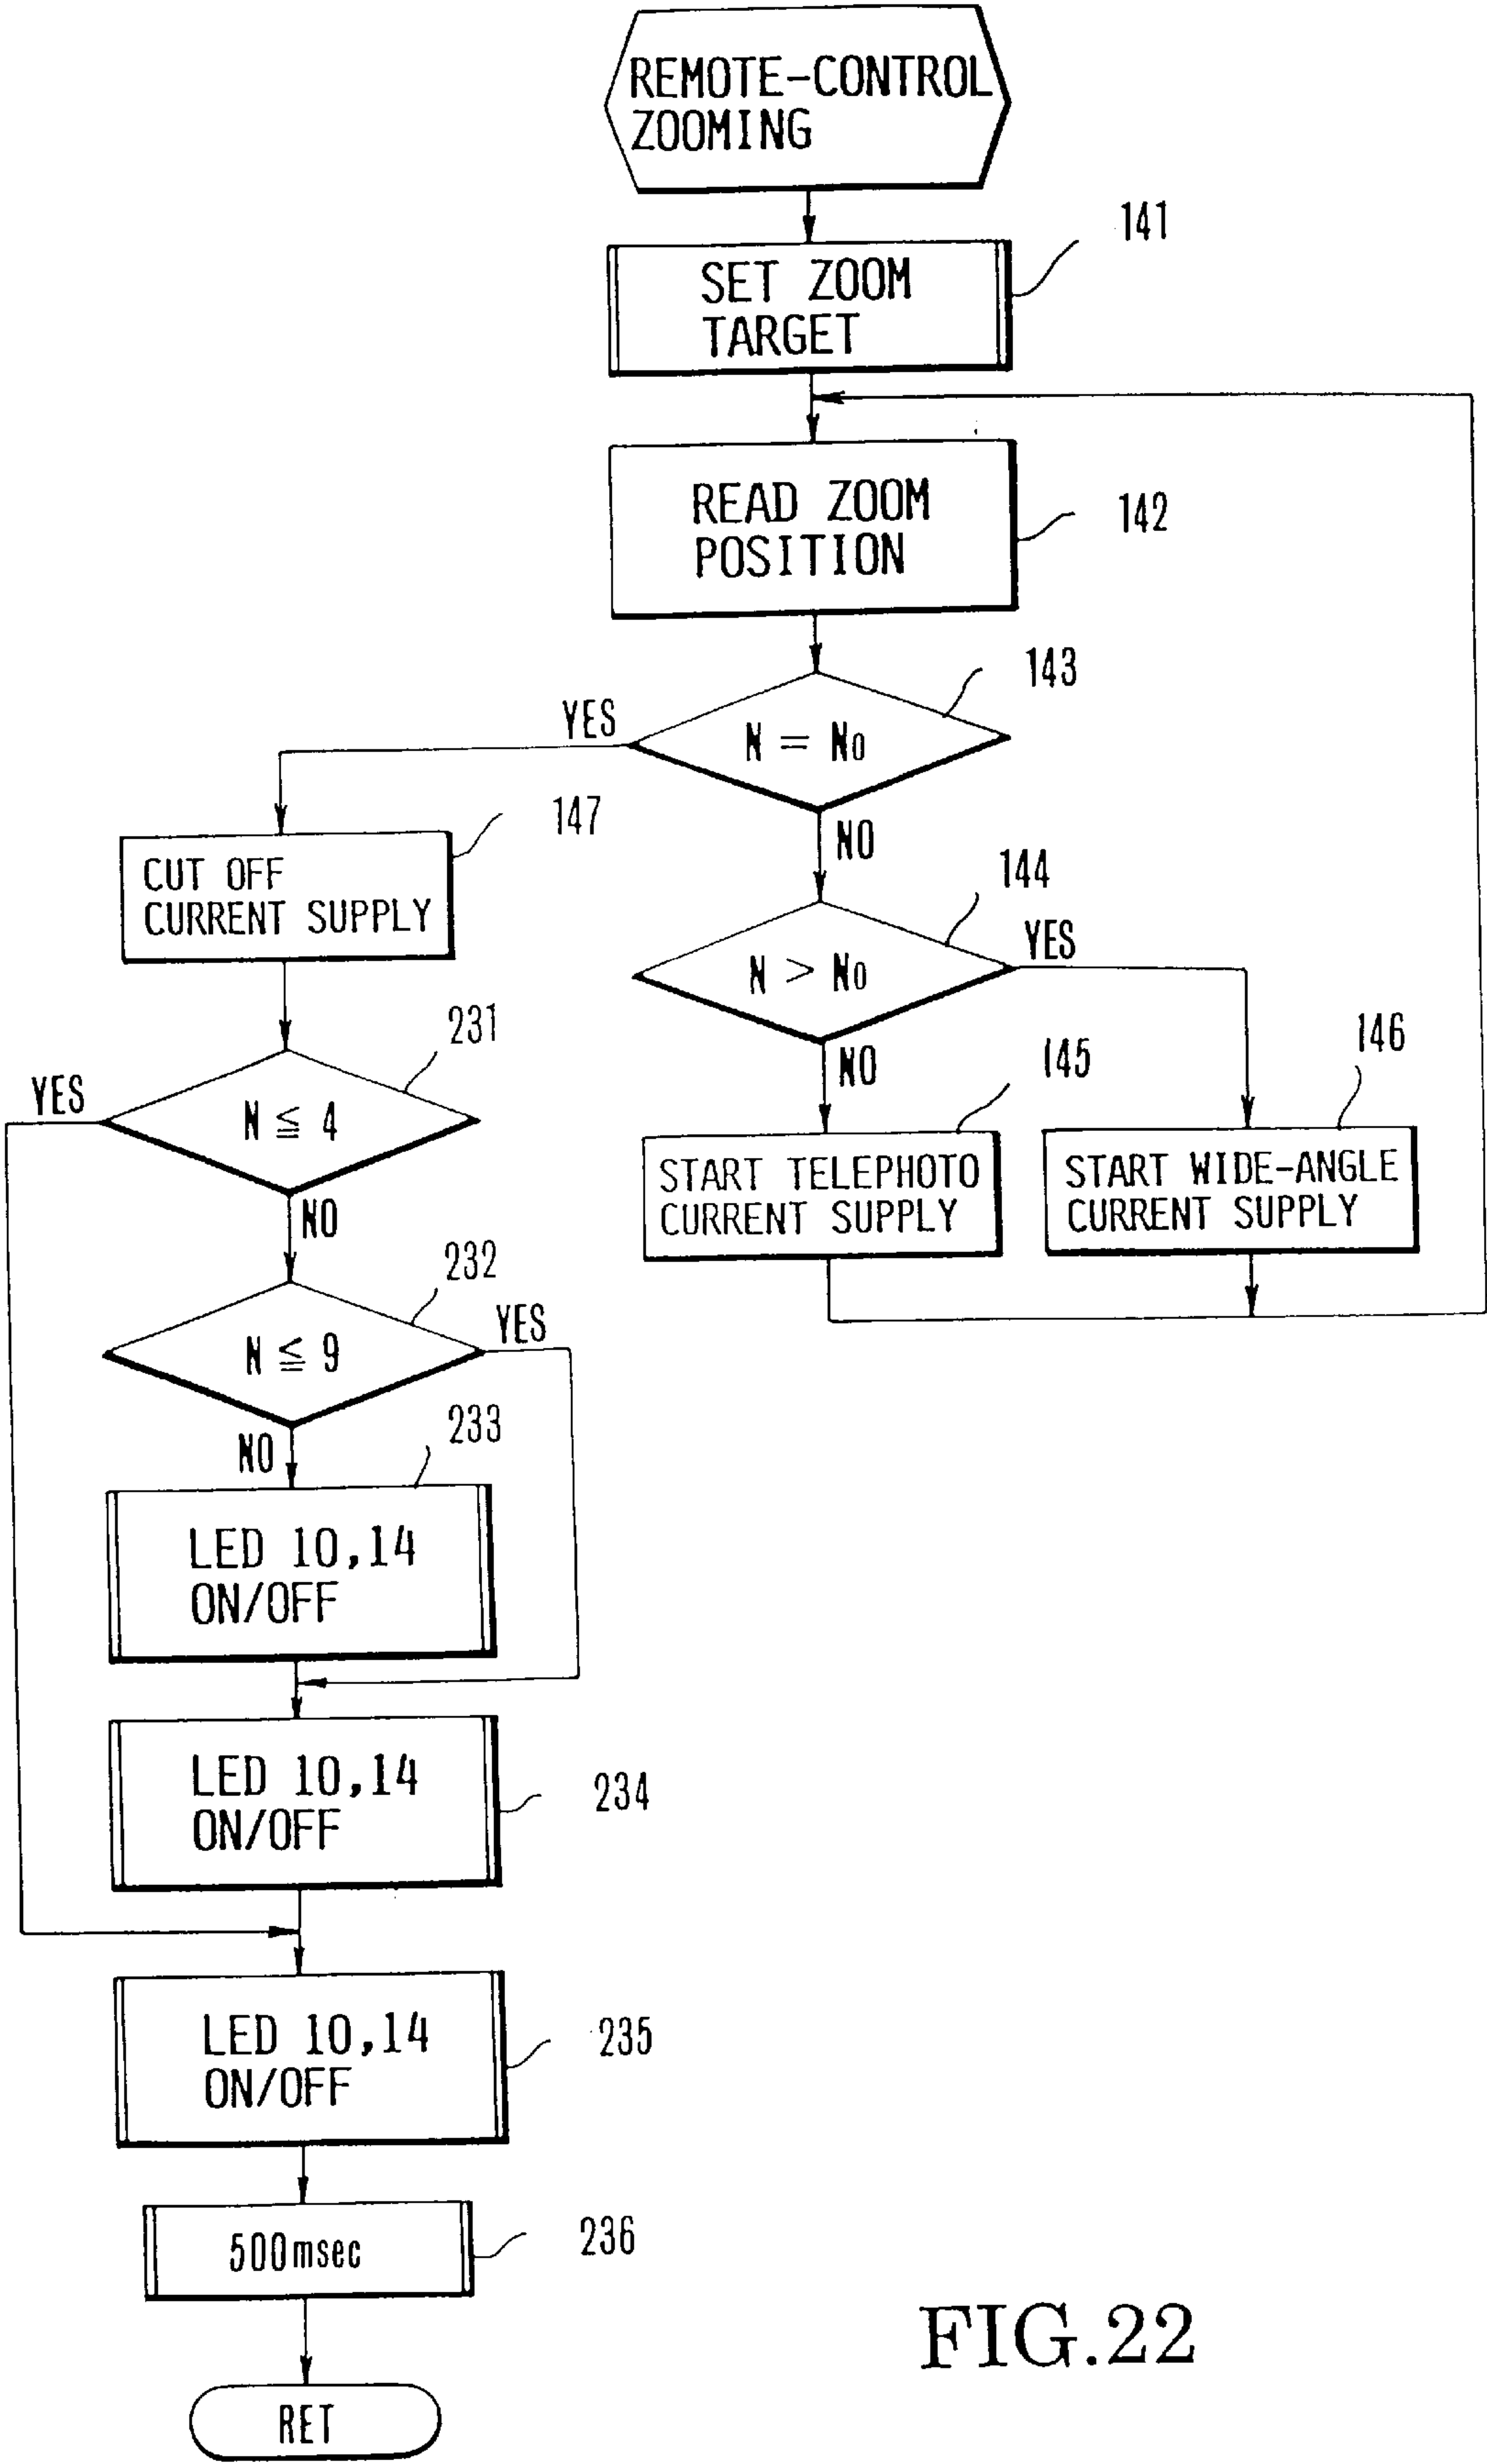 REMOTE-CONTROL
ZOOMING
141
SET ZOOM
TARGET
READ ZOOM
POSITION
142
143
YES
N = N0
NO
147
CUT OFF
CURRENT SUPPLY
144
YES
N > N0
NO
145
146
START TELEPHOTO
CURRENT SUPPLY
START WIDE-ANGLE
CURRENT SUPPLY
231
YES
N ≦ 4
NO
232
YES
N ≦ 9
NO
233
LED 10,14
ON/OFF
LED 10,14
ON/OFF
234
LED 10,14
ON/OFF
235
500msec
236
RET
FIG.22